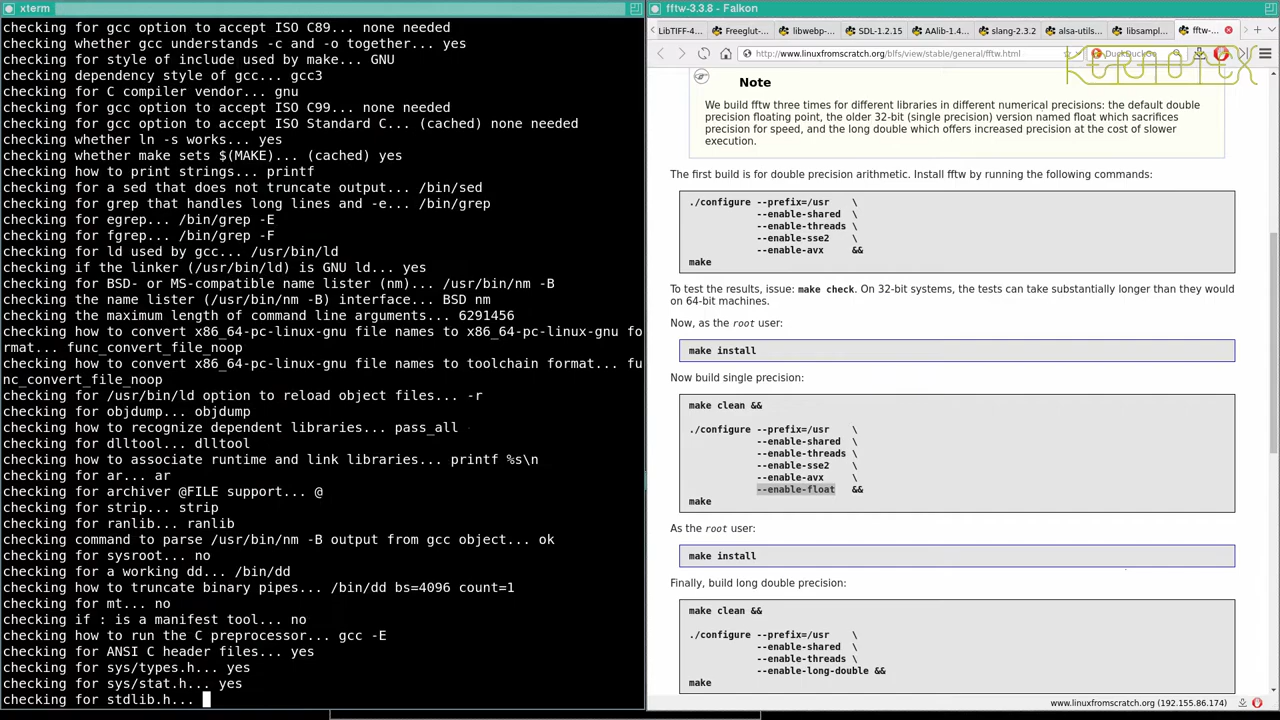 xterm
checking for gcc option to accept ISO C89... none needed
checking whether gcc understands -c and -o together... yes
checking for style of include used by make... GNU
checking dependency style of gcc... gcc3
checking for C compiler vendor... gnu
checking for gcc option to accept ISO C99... none needed
checking for gcc option to accept ISO Standard C... (cached) none needed
checking whether ln -s works... yes
checking whether make sets $(MAKE)... (cached) yes
checking how to print strings... printf
checking for a sed that does not truncate output... /bin/sed
checking for grep that handles long lines and -e... /bin/grep
checking for egrep... /bin/grep -E
checking for fgrep... /bin/grep -F
checking for ld used by gcc... /usr/bin/ld
checking if the linker (/usr/bin/ld) is GNU ld... yes
checking for BSD- or MS-compatible name lister (nm)... /usr/bin/nm -B
checking the name lister (/usr/bin/nm -B) interface... BSD nm
checking the maximum length of command line arguments... 6291456
checking how to convert x86_64-pc-linux-gnu file names to x86_64-pc-linux-gnu fo
rmat... func_convert_file_noop
checking how to convert x86_64-pc-linux-gnu file names to toolchain format... fu
nc_convert_file_noop
checking for /usr/bin/ld option to reload object files... -r
checking for objdump... objdump
checking how to recognize dependent libraries... pass_all
checking for dlltool... dlltool
checking how to associate runtime and link libraries... printf %s\n
checking for ar... ar
checking for archiver @FILE support... @
checking for strip... strip
checking for ranlib... ranlib
checking command to parse /usr/bin/nm -B output from gcc object... ok
checking for sysroot... no
checking for a working dd... /bin/dd
checking how to truncate binary pipes... /bin/dd bs=4096 count=1
checking for mt... no
checking if : is a manifest tool... no
checking how to run the C preprocessor... gcc -E
checking for ANSI C header files... yes
checking for sys/types.h... yes
checking for sys/stat.h... yes
checking for stdlib.h...
fftw-3.3.8 - Falkon
LibTIFF-4... Freeglut-... libwebp-... SDL-1.2.15 AAlib-1.4... slang-2.3.2 alsa-utils... libsampl... fftw-...
http://www.linuxfromscratch.org/blfs/view/stable/general/fftw.html DuckDuckGo
KERNOTEX
Note
We build fftw three times for different libraries in different numerical precisions: the default double
precision floating point, the older 32-bit (single precision) version named float which sacrifices
precision for speed, and the long double which offers increased precision at the cost of slower
execution.
The first build is for double precision arithmetic. Install fftw by running the following commands:
./configure --prefix=/usr \
--enable-shared \
--enable-threads \
--enable-sse2 \
--enable-avx &&
make
To test the results, issue: make check. On 32-bit systems, the tests can take substantially longer than they would
on 64-bit machines.
Now, as the root user:
make install
Now build single precision:
make clean &&
./configure --prefix=/usr \
--enable-shared \
--enable-threads \
--enable-sse2 \
--enable-avx \
--enable-float &&
make
As the root user:
make install
Finally, build long double precision:
make clean &&
./configure --prefix=/usr \
--enable-shared \
--enable-threads \
--enable-long-double &&
make
www.linuxfromscratch.org (192.155.86.174)